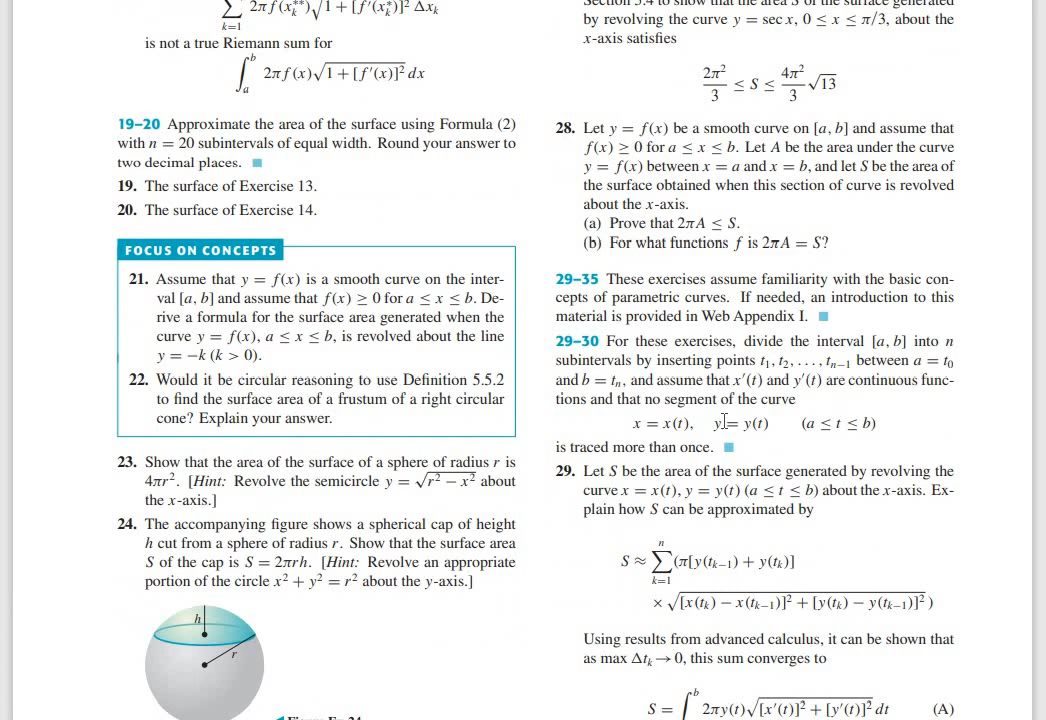 ∑ 2πf(x_k**)√1 + [f′(x_k*)]² Δx_k
k=1
is not a true Riemann sum for
∫_a^b 2πf(x)√1 + [f′(x)]² dx
19–20 Approximate the area of the surface using Formula (2)
with n = 20 subintervals of equal width. Round your answer to
two decimal places. ■
19. The surface of Exercise 13.
20. The surface of Exercise 14.
FOCUS ON CONCEPTS
21. Assume that y = f(x) is a smooth curve on the inter-
val [a, b] and assume that f(x) ≥ 0 for a ≤ x ≤ b. De-
rive a formula for the surface area generated when the
curve y = f(x), a ≤ x ≤ b, is revolved about the line
y = −k (k > 0).
22. Would it be circular reasoning to use Definition 5.5.2
to find the surface area of a frustum of a right circular
cone? Explain your answer.
23. Show that the area of the surface of a sphere of radius r is
4πr². [Hint: Revolve the semicircle y = √r² − x² about
the x-axis.]
24. The accompanying figure shows a spherical cap of height
h cut from a sphere of radius r. Show that the surface area
S of the cap is S = 2πrh. [Hint: Revolve an appropriate
portion of the circle x² + y² = r² about the y-axis.]
h
r
by revolving the curve y = sec x, 0 ≤ x ≤ π/3, about the
x-axis satisfies
2π²/3 ≤ S ≤ 4π²/3 √13
28. Let y = f(x) be a smooth curve on [a, b] and assume that
f(x) ≥ 0 for a ≤ x ≤ b. Let A be the area under the curve
y = f(x) between x = a and x = b, and let S be the area of
the surface obtained when this section of curve is revolved
about the x-axis.
(a) Prove that 2πA ≤ S.
(b) For what functions f is 2πA = S?
29–35 These exercises assume familiarity with the basic con-
cepts of parametric curves. If needed, an introduction to this
material is provided in Web Appendix I. ■
29–30 For these exercises, divide the interval [a, b] into n
subintervals by inserting points t₁, t₂, . . . , tₙ₋₁ between a = t₀
and b = tₙ, and assume that x′(t) and y′(t) are continuous func-
tions and that no segment of the curve
x = x(t), y = y(t) (a ≤ t ≤ b)
is traced more than once. ■
29. Let S be the area of the surface generated by revolving the
curve x = x(t), y = y(t) (a ≤ t ≤ b) about the x-axis. Ex-
plain how S can be approximated by
n
S ≈ ∑(π[y(t_k−1) + y(t_k)]
k=1
× √[x(t_k) − x(t_k−1)]² + [y(t_k) − y(t_k−1)]² )
Using results from advanced calculus, it can be shown that
as max Δt_k → 0, this sum converges to
S = ∫^b 2πy(t)√[x′(t)]² + [y′(t)]² dt (A)